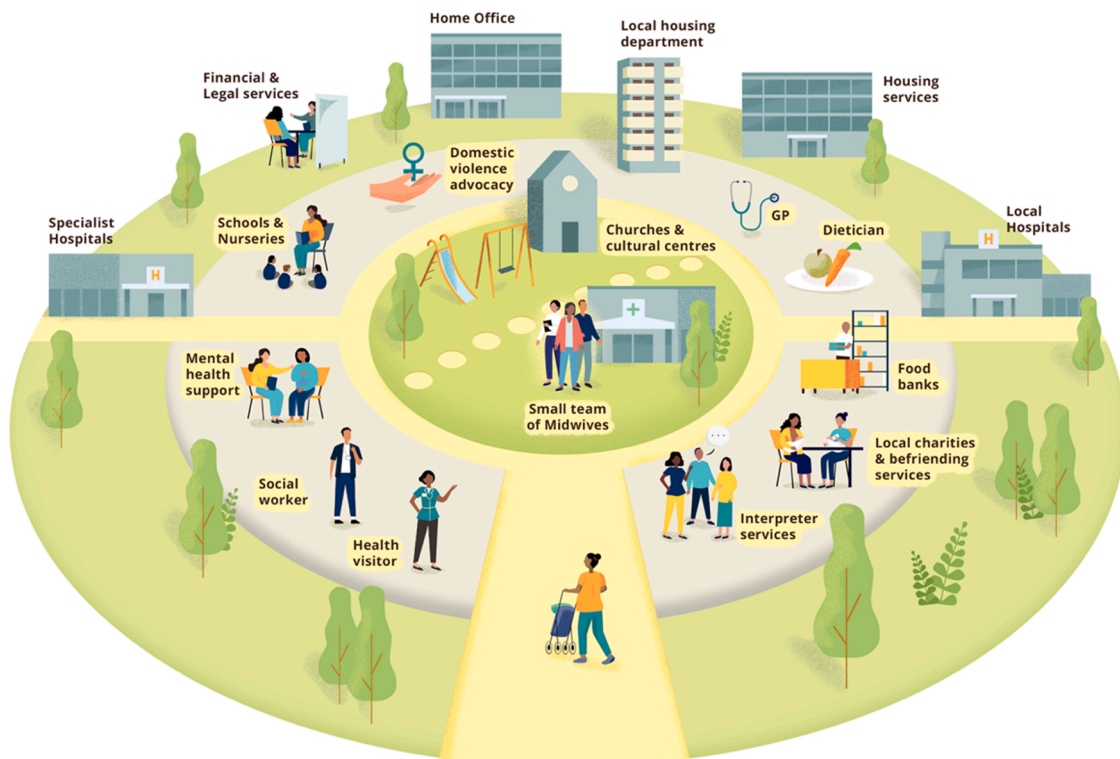 Home Office
Local housing
department
Financial &
Legal services
Housing
services
Domestic
violence
advocacy
Specialist
Hospitals
Schools &
Nurseries
Churches &
cultural centres
GP
Dietician
Local
Hospitals
H
H
Mental
health
support
Small team
of Midwives
Food
banks
Local charities
& befriending
services
Social
worker
Health
visitor
Interpreter
services